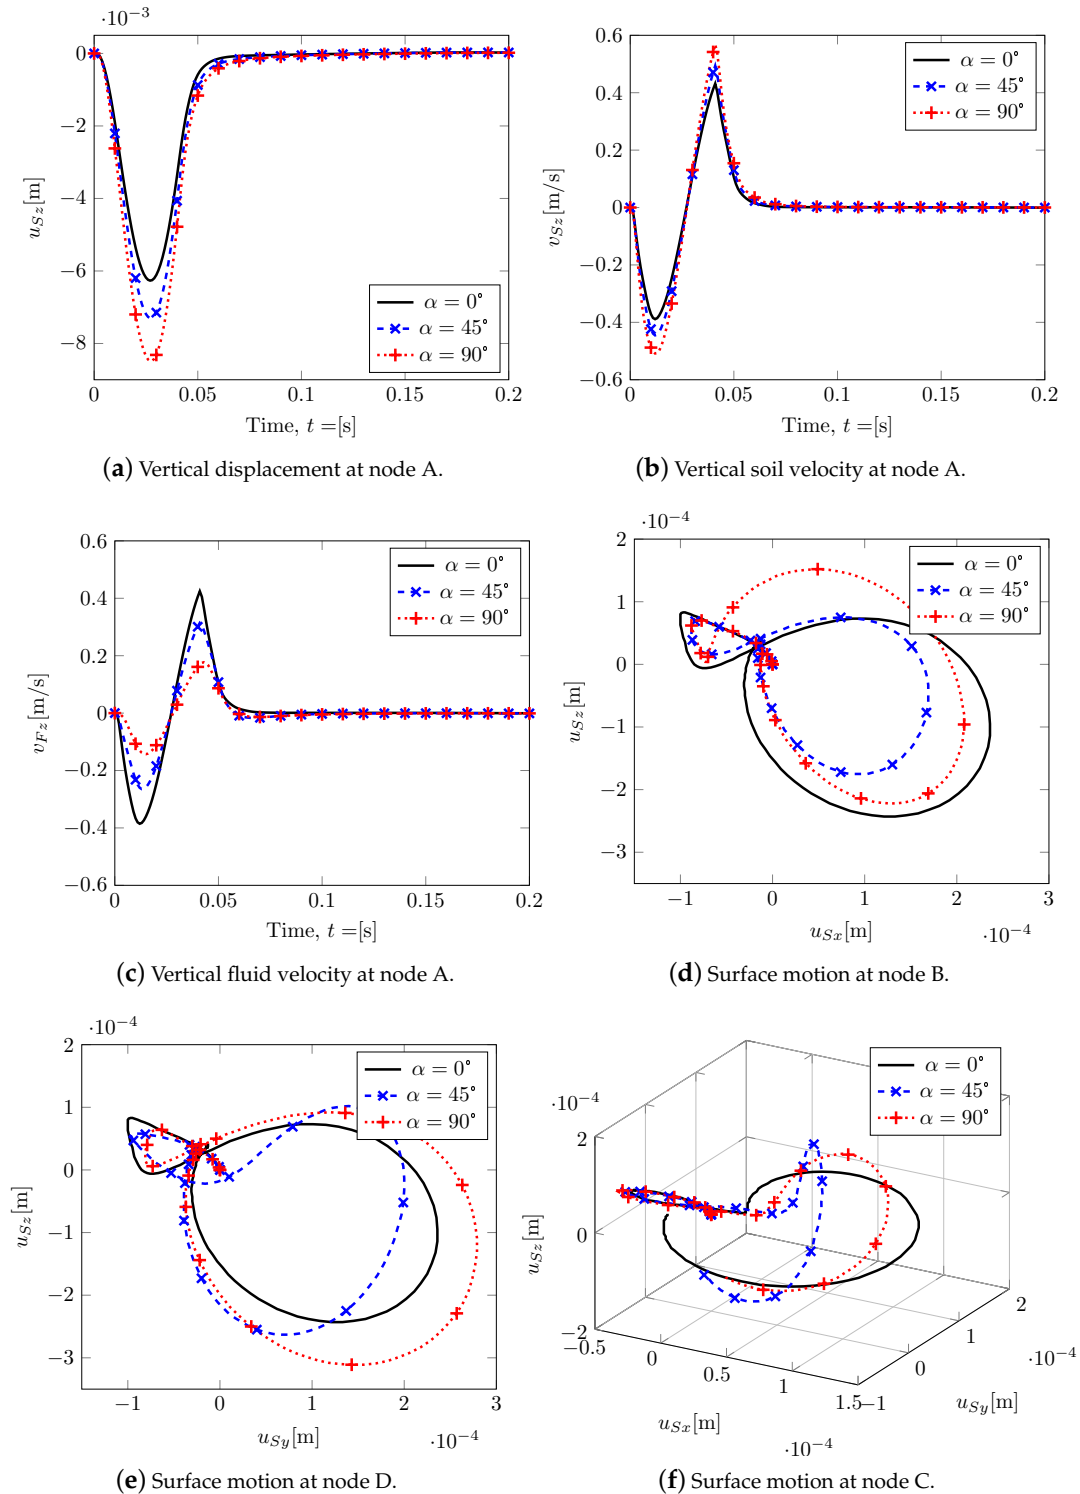 ·10⁻³
0
−2
−4
−6
−8
u_Sz[m]
α = 0°
α = 45°
α = 90°
0 0.05 0.1 0.15 0.2
Time, t =[s]
(a) Vertical displacement at node A.
0.6
0.4
0.2
0
−0.2
−0.4
−0.6
v_Sz[m/s]
α = 0°
α = 45°
α = 90°
0 0.05 0.1 0.15 0.2
Time, t =[s]
(b) Vertical soil velocity at node A.
0.6
0.4
0.2
0
−0.2
−0.4
−0.6
v_Fz[m/s]
α = 0°
α = 45°
α = 90°
0 0.05 0.1 0.15 0.2
Time, t =[s]
(c) Vertical fluid velocity at node A.
·10⁻⁴
2
1
0
−1
−2
−3
u_Sz[m]
α = 0°
α = 45°
α = 90°
−1 0 1 2 3
u_Sx[m]
·10⁻⁴
(d) Surface motion at node B.
·10⁻⁴
2
1
0
−1
−2
−3
u_Sz[m]
α = 0°
α = 45°
α = 90°
−1 0 1 2 3
u_Sy[m]
·10⁻⁴
(e) Surface motion at node D.
·10⁻⁴
2
0
−2
u_Sz[m]
α = 0°
α = 45°
α = 90°
−0.5 0 0.5 1 1.5
u_Sx[m]
·10⁻⁴
−1 0 1 2
u_Sy[m]
·10⁻⁴
(f) Surface motion at node C.